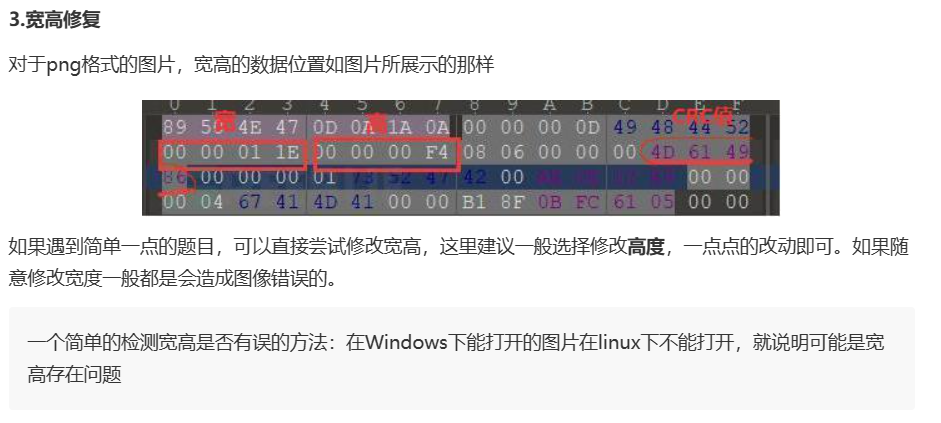 3.宽高修复
对于png格式的图片，宽高的数据位置如图片所展示的那样
0 1 2 3 4 5 6 7 8 9 A B C D E F
宽 高 CRC值
89 50 4E 47 0D 0A 1A 0A 00 00 00 0D 49 48 44 52
00 00 01 1E 00 00 00 F4 08 06 00 00 00 4D 61 49
86 00 00 00 01 73 52 47 42 00 00 00
00 04 67 41 4D 41 00 00 B1 8F 0B FC 61 05 00 00
如果遇到简单一点的题目，可以直接尝试修改宽高，这里建议一般选择修改高度，一点点的改动即可。如果随
意修改宽度一般都是会造成图像错误的。
一个简单的检测宽高是否有误的方法：在Windows下能打开的图片在linux下不能打开，就说明可能是宽
高存在问题